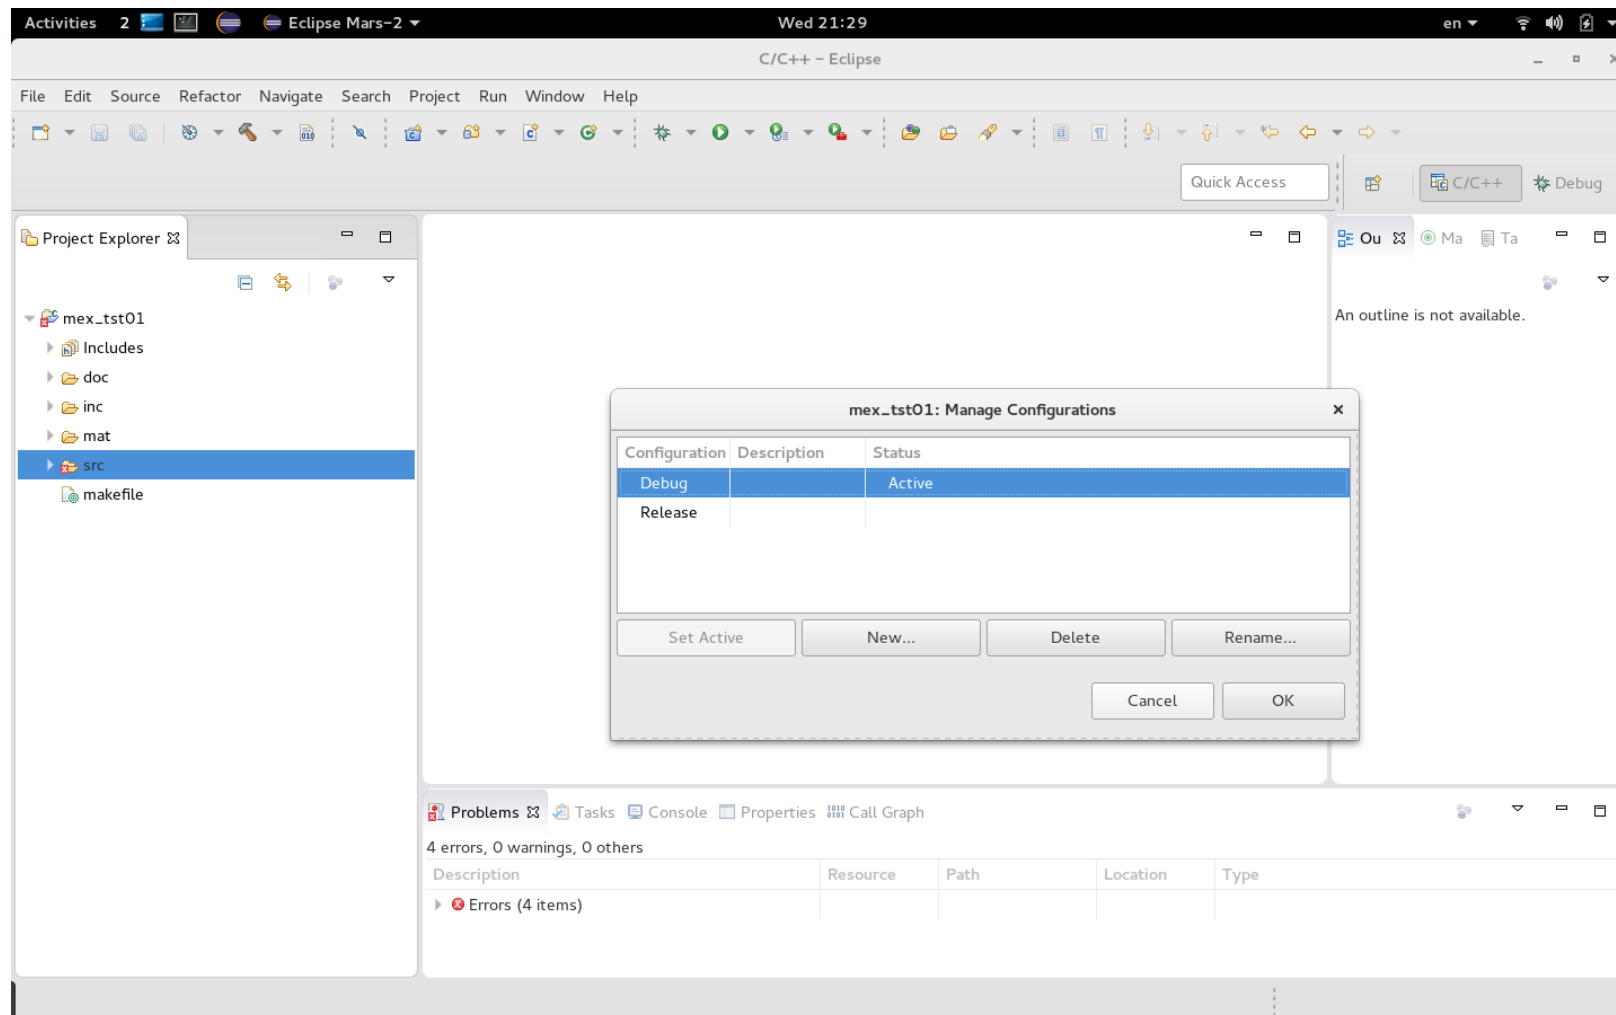 Activities 2 Eclipse Mars-2 Wed 21:29 en
C/C++ - Eclipse
File Edit Source Refactor Navigate Search Project Run Window Help
Quick Access C/C++ Debug
Project Explorer Ou Ma Ta
mex_tst01
Includes
doc
inc
mat
src
makefile
An outline is not available.
mex_tst01: Manage Configurations
Configuration Description Status
Debug Active
Release
Set Active New... Delete Rename...
Cancel OK
Problems Tasks Console Properties Call Graph
4 errors, 0 warnings, 0 others
Description Resource Path Location Type
Errors (4 items)